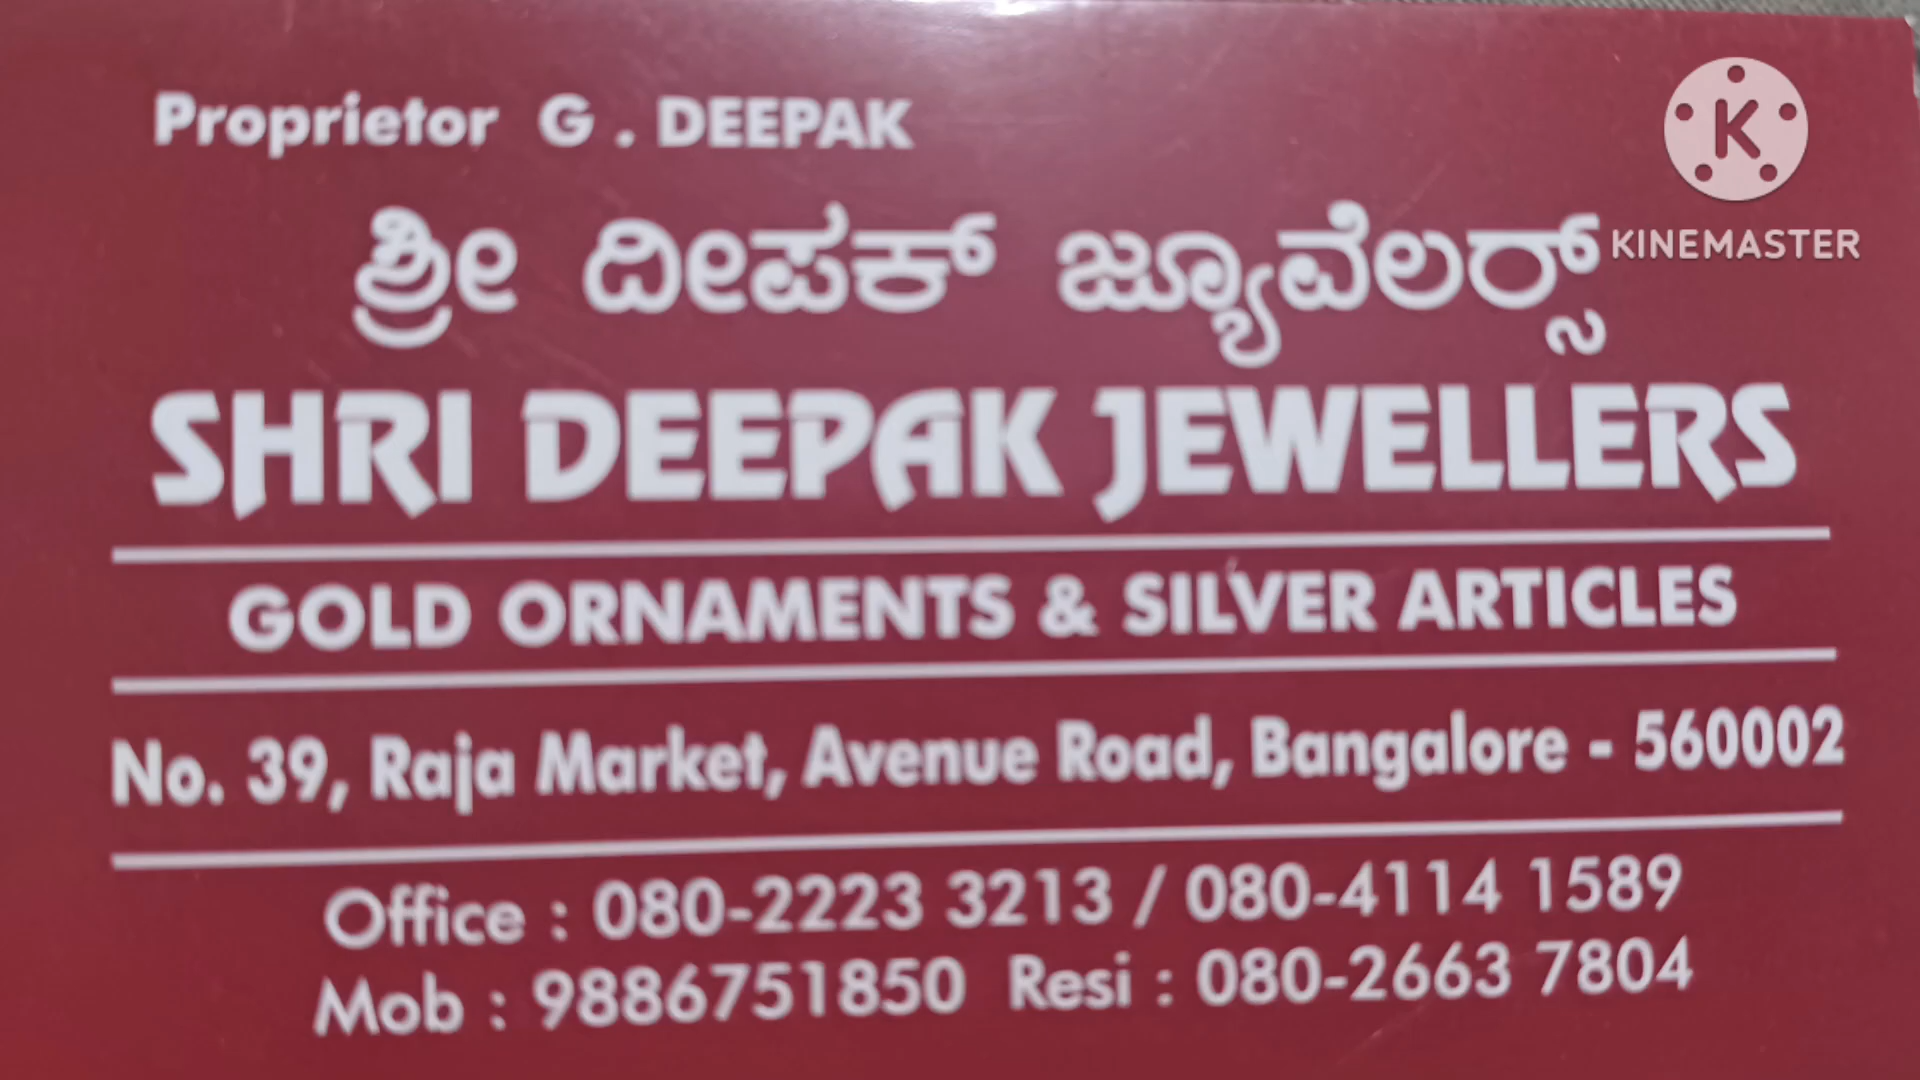 Proprietor G . DEEPAK
ಶ್ರೀ ದೀಪಕ್ ಜ್ಯೂವೆಲರ್ಸ್
SHRI DEEPAK JEWELLERS
GOLD ORNAMENTS & SILVER ARTICLES
No. 39, Raja Market, Avenue Road, Bangalore - 560002
Office : 080-2223 3213 / 080-4114 1589
Mob : 9886751850 Resi : 080-2663 7804
K
KINEMASTER